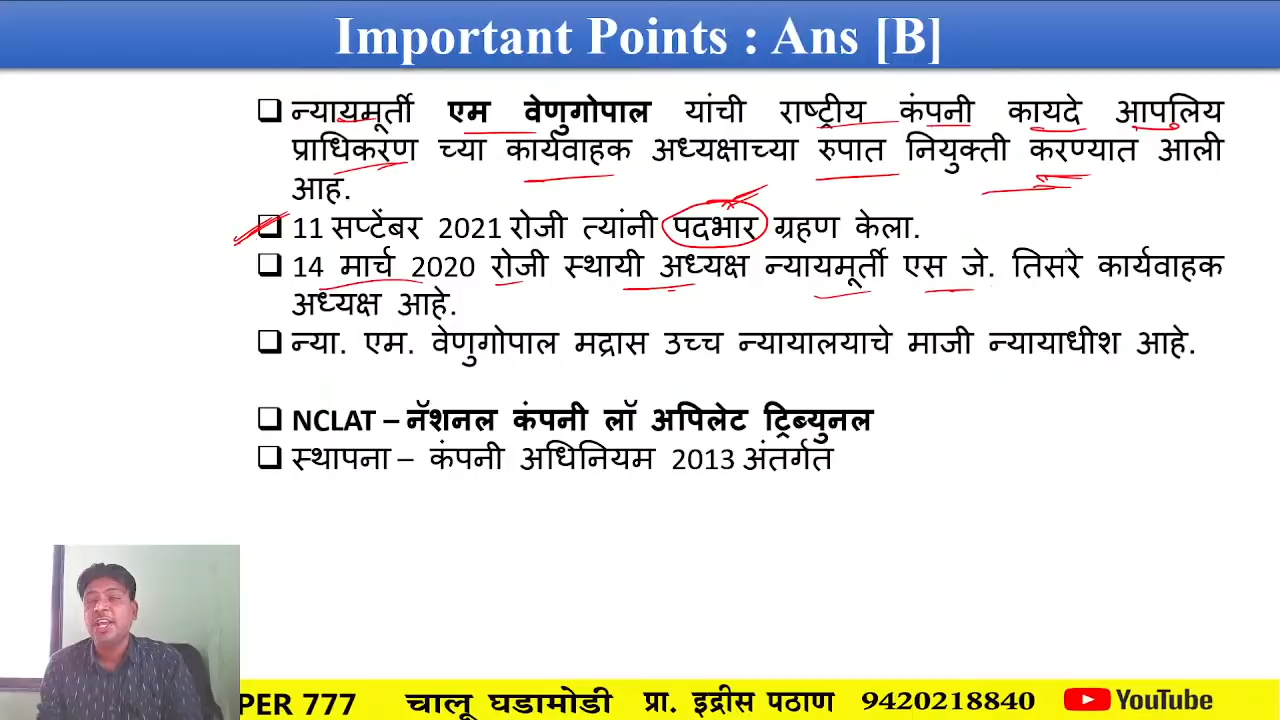 Important Points : Ans [B]
न्यायमूर्ती एम वेणुगोपाल यांची राष्ट्रीय कंपनी कायदे आपलिय
प्राधिकरण च्या कार्यवाहक अध्यक्षाच्या रुपात नियुक्ती करण्यात आली
आह.
11 सप्टेंबर 2021 रोजी त्यांनी पदभार ग्रहण केला.
14 मार्च 2020 रोजी स्थायी अध्यक्ष न्यायमूर्ती एस जे. तिसरे कार्यवाहक
अध्यक्ष आहे.
न्या. एम. वेणुगोपाल मद्रास उच्च न्यायालयाचे माजी न्यायाधीश आहे.
NCLAT – नॅशनल कंपनी लॉ अपिलेट ट्रिब्युनल
स्थापना – कंपनी अधिनियम 2013 अंतर्गत
PER 777 चालू घडामोडी प्रा. इद्रीस पठाण 9420218840 YouTube